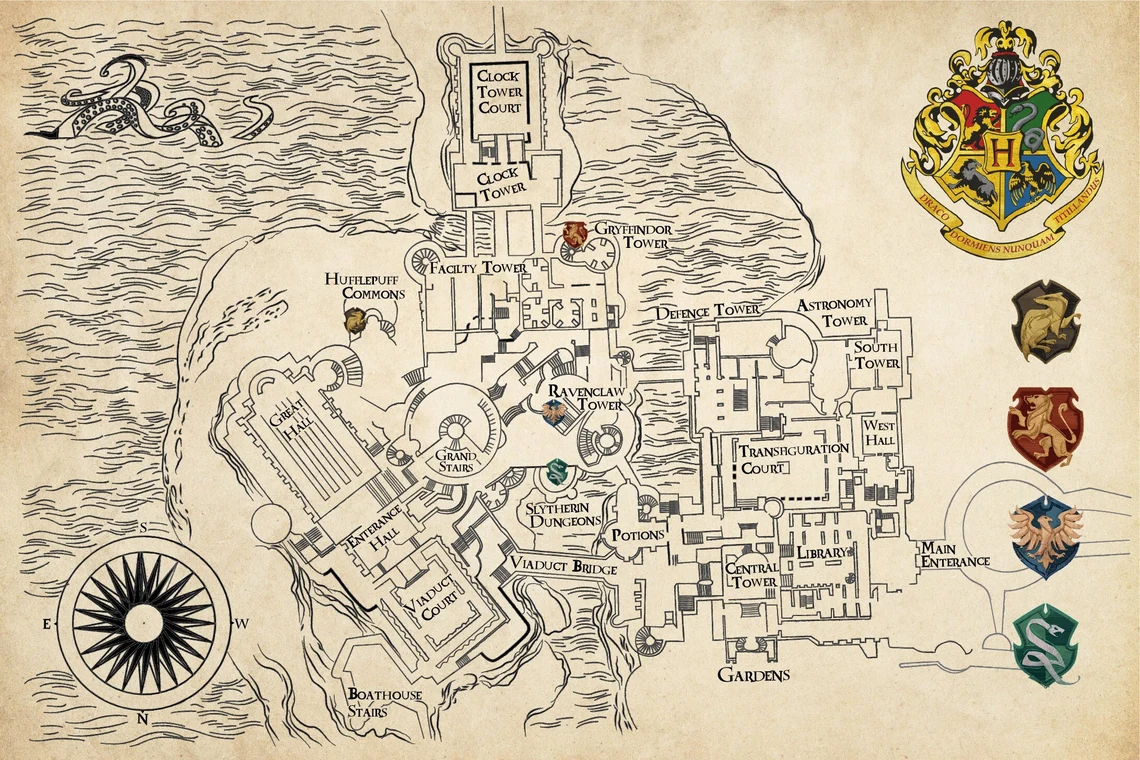 CLOCK
TOWER
COURT
CLOCK
TOWER
GRYFFINDOR
TOWER
FACILTY TOWER
HUFFLEPUFF
COMMONS
DEFENCE TOWER
ASTRONOMY
TOWER
SOUTH
TOWER
RAVENCLAW
TOWER
GREAT
HALL
GRAND
STAIRS
WEST
HALL
TRANSFIGURATION
COURT
SLYTHERIN
DUNGEONS
ENTERANCE
HALL
POTIONS
VIADUCT BRIDGE
CENTRAL
TOWER
LIBRARY
MAIN
ENTERANCE
VIADUCT
COURT
GARDENS
BOATHOUSE
STAIRS
S
E
W
N
H
DRACO DORMIENS NUNQUAM TITILLANDUS